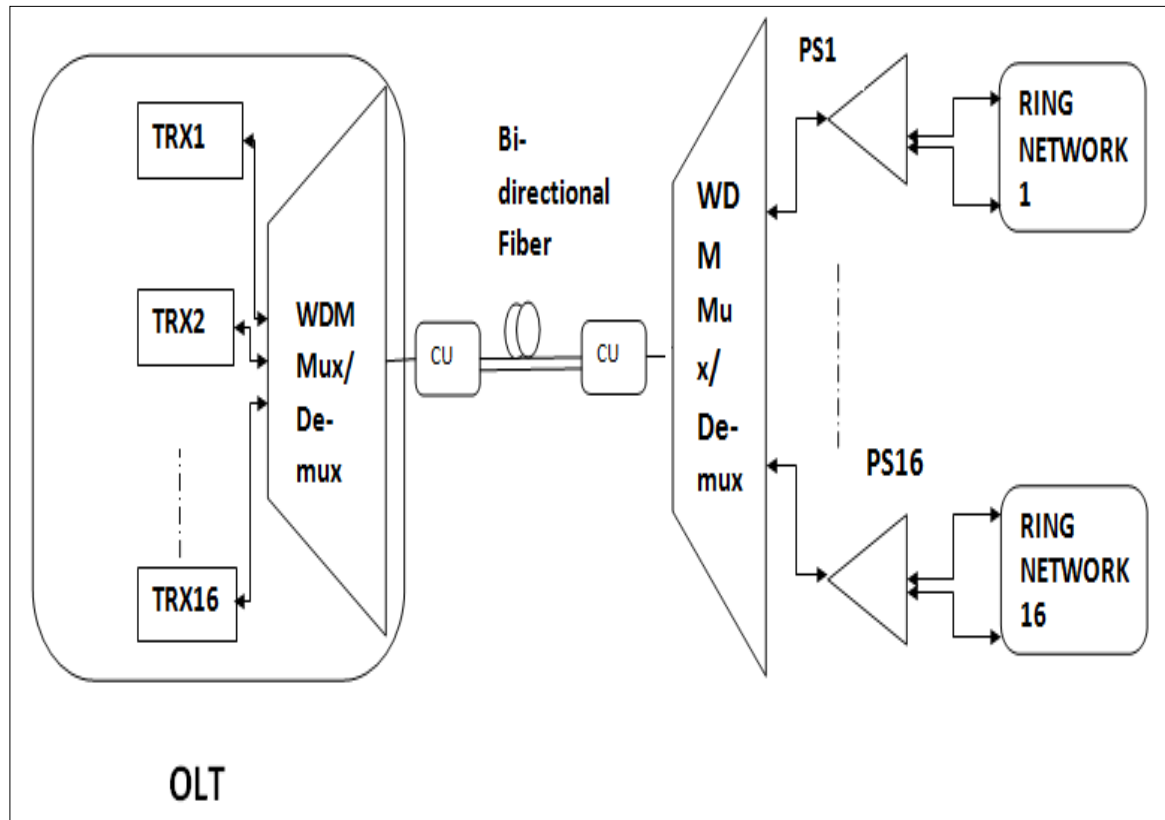 TRX1
TRX2
TRX16
WDM
Mux/
De-
mux
OLT
CU
Bi-
directional
Fiber
CU
WD
M
Mu
x/
De-
mux
PS1
RING
NETWORK
1
PS16
RING
NETWORK
16